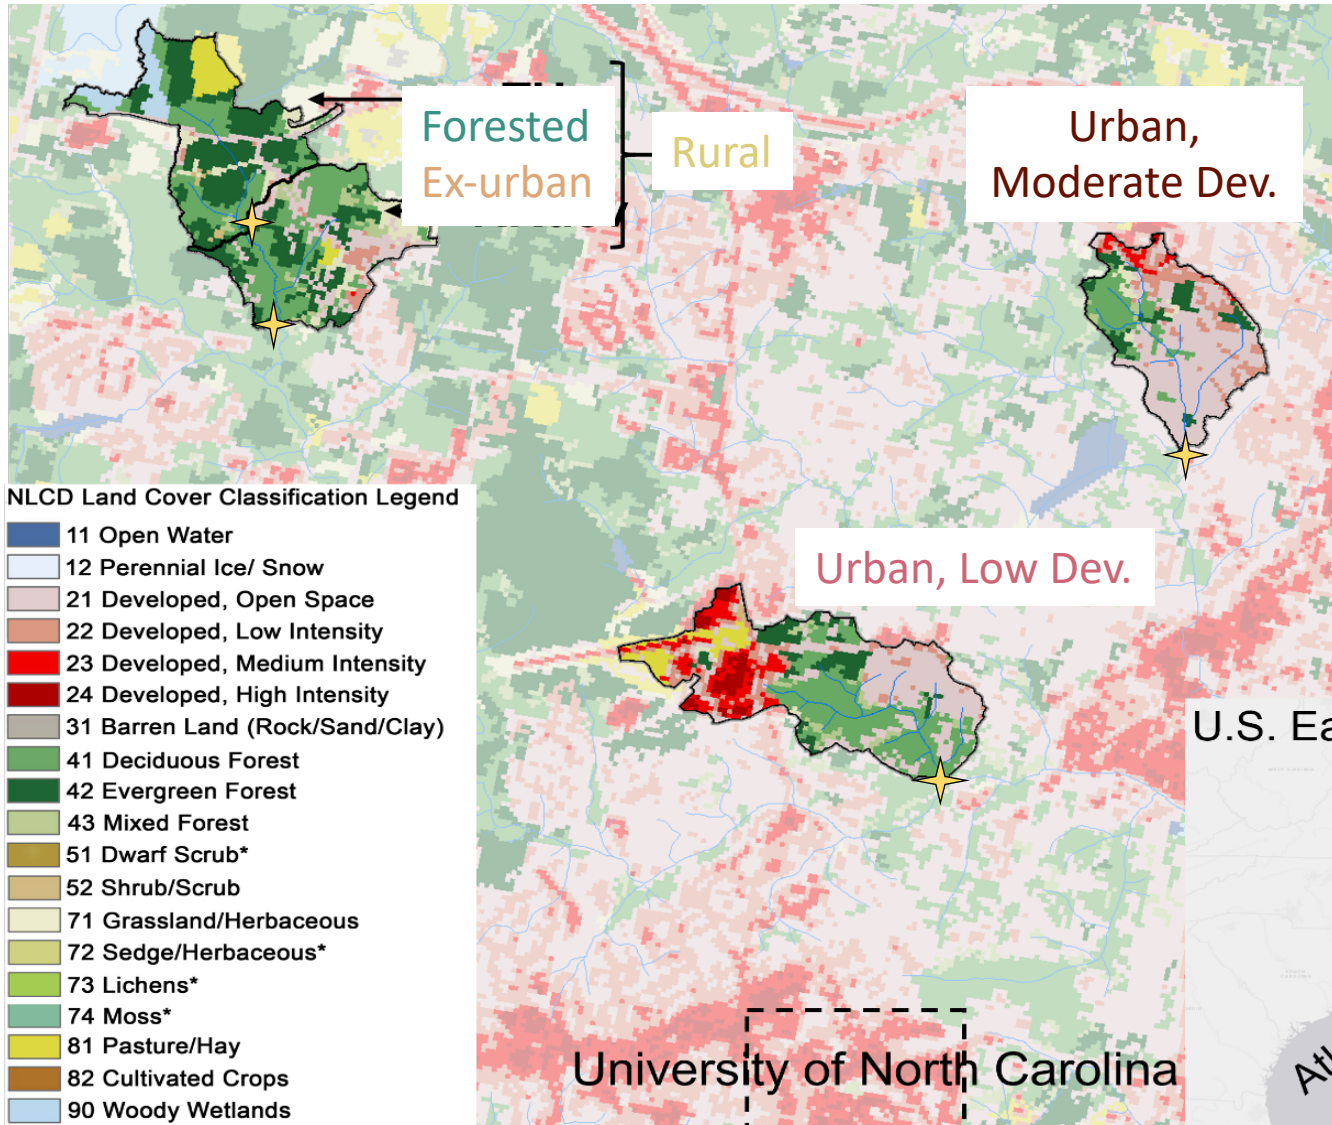 Forested
Ex-urban
Rural
Urban,
Moderate Dev.
Urban, Low Dev.
NLCD Land Cover Classification Legend
11 Open Water
12 Perennial Ice/ Snow
21 Developed, Open Space
22 Developed, Low Intensity
23 Developed, Medium Intensity
24 Developed, High Intensity
31 Barren Land (Rock/Sand/Clay)
41 Deciduous Forest
42 Evergreen Forest
43 Mixed Forest
51 Dwarf Scrub*
52 Shrub/Scrub
71 Grassland/Herbaceous
72 Sedge/Herbaceous*
73 Lichens*
74 Moss*
81 Pasture/Hay
82 Cultivated Crops
90 Woody Wetlands
U.S. Ea
Atl
University of North Carolina